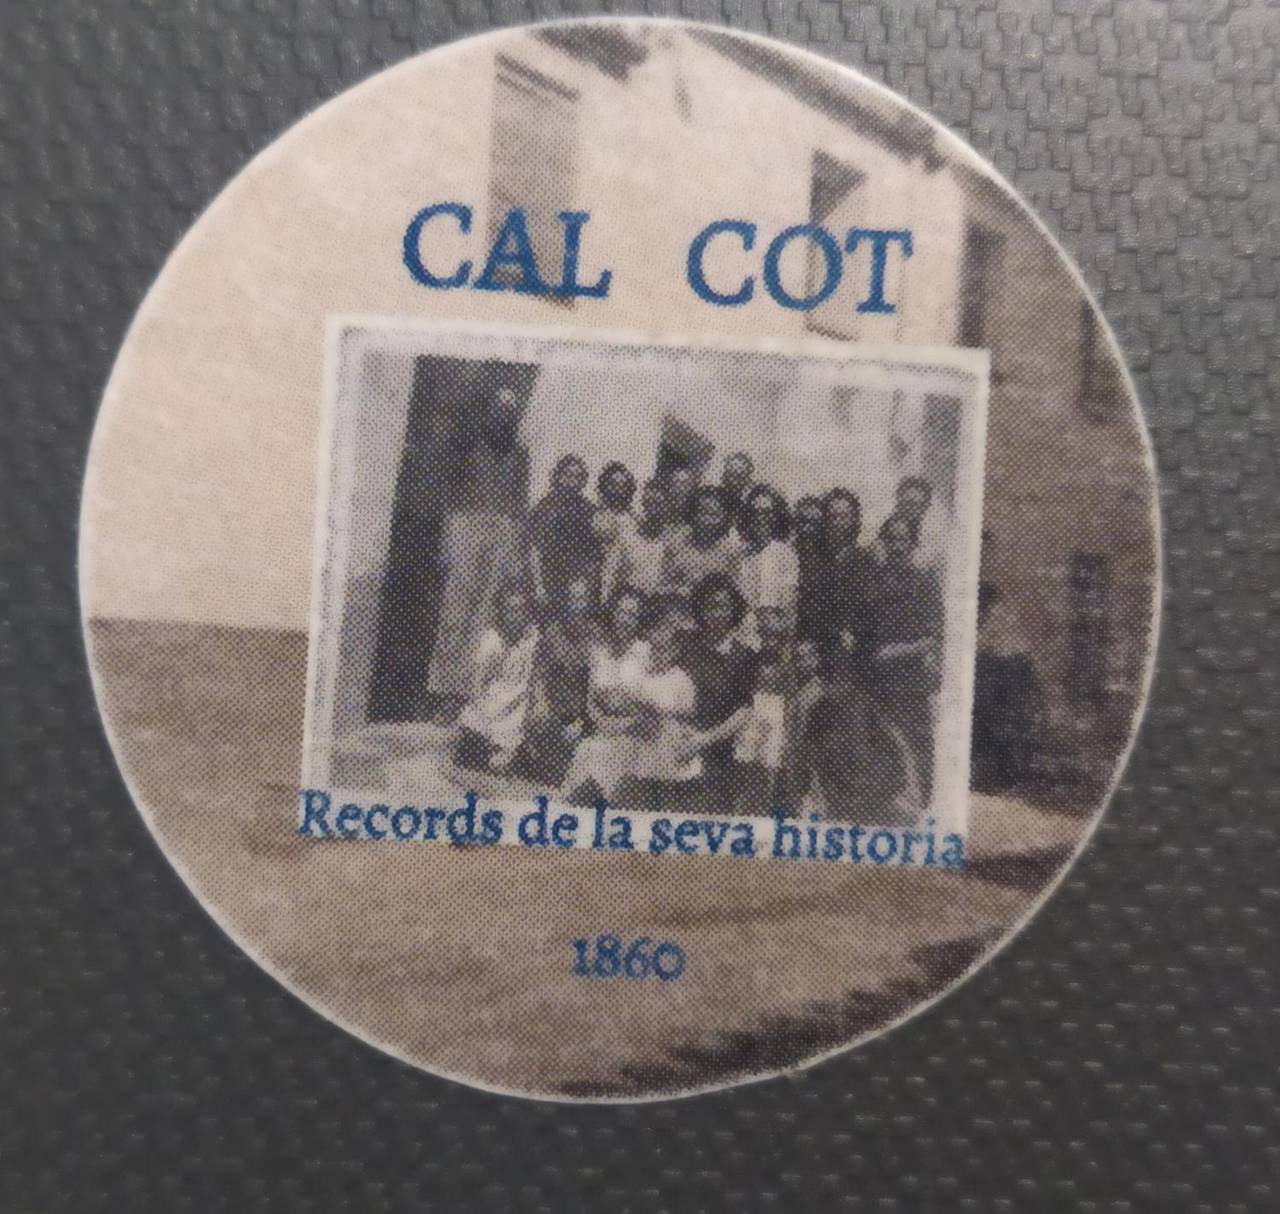 CAL COT
Records de la seva historia
1860